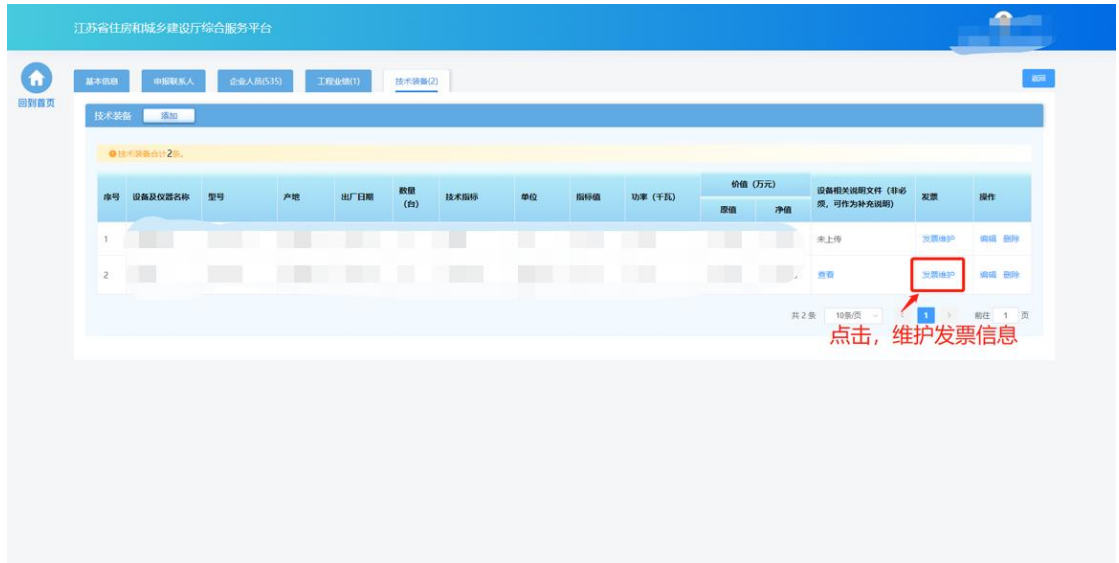 江苏省住房和城乡建设厅综合服务平台
回到首页
基本信息 申报联系人 企业人员(535) 工程业绩(1) 技术装备(2) 返回
技术装备 添加
技术装备合计2条。
序号 设备及仪器名称 型号 产地 出厂日期 数量(台) 技术指标 单位 指标值 功率(千瓦) 价值(万元) 设备相关说明文件(非必须,可作为补充说明) 发票 操作
原值 净值
1 未上传 发票维护 编辑 删除
2 查看 发票维护 编辑 删除
共 2 条 10条/页 1 前往 1 页
点击,维护发票信息